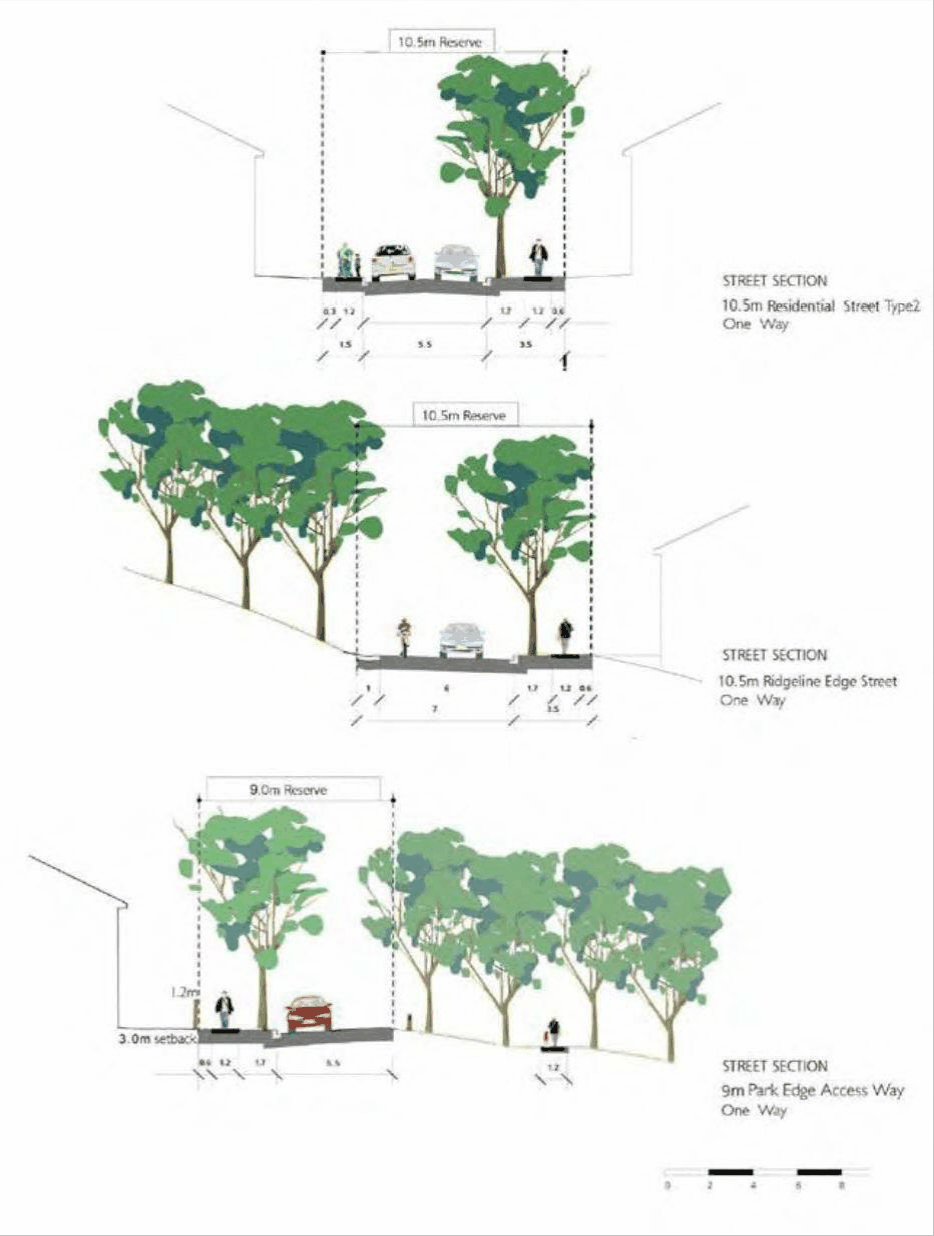 10.5m Reserve
STREET SECTION
10.5m Residential Street Type2
One Way
0.3 1.2 1.7 1.2 0.6
1.5 5.5 3.5
10.5m Reserve
STREET SECTION
10.5m Ridgeline Edge Street
One Way
1 6 1.7 1.2 0.6
7 3.5
9.0m Reserve
1.2m
3.0m setback
0.6 1.2 1.7 5.5
1.2
STREET SECTION
9m Park Edge Access Way
One Way
0 2 4 6 8